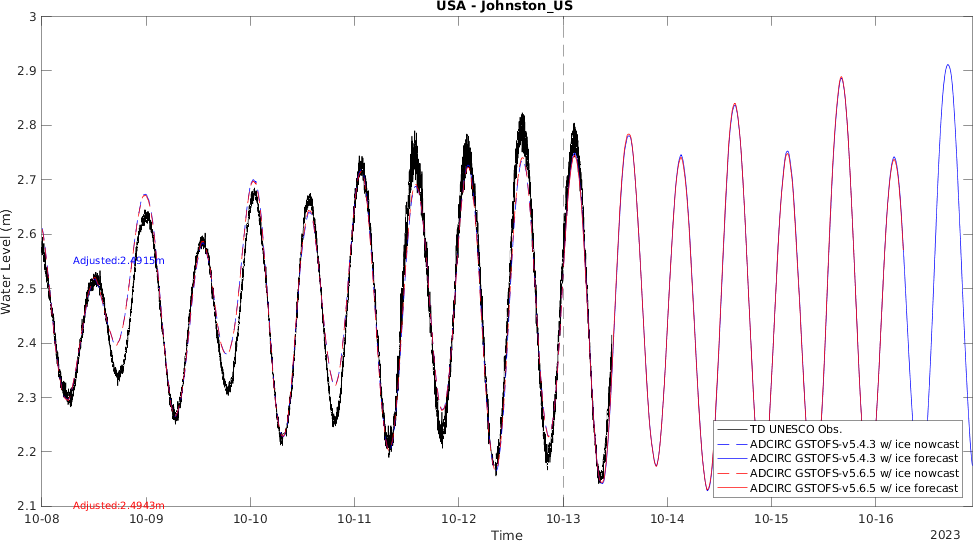 USA - Johnston_US
3
2.9
2.8
2.7
2.6
2.5
2.4
2.3
2.2
2.1
Water Level (m)
Adjusted:2.4915m
Adjusted:2.4943m
TD UNESCO Obs.
ADCIRC GSTOFS-v5.4.3 w/ ice nowcast
ADCIRC GSTOFS-v5.4.3 w/ ice forecast
ADCIRC GSTOFS-v5.6.5 w/ ice nowcast
ADCIRC GSTOFS-v5.6.5 w/ ice forecast
10-08 10-09 10-10 10-11 10-12 10-13 10-14 10-15 10-16
Time
2023